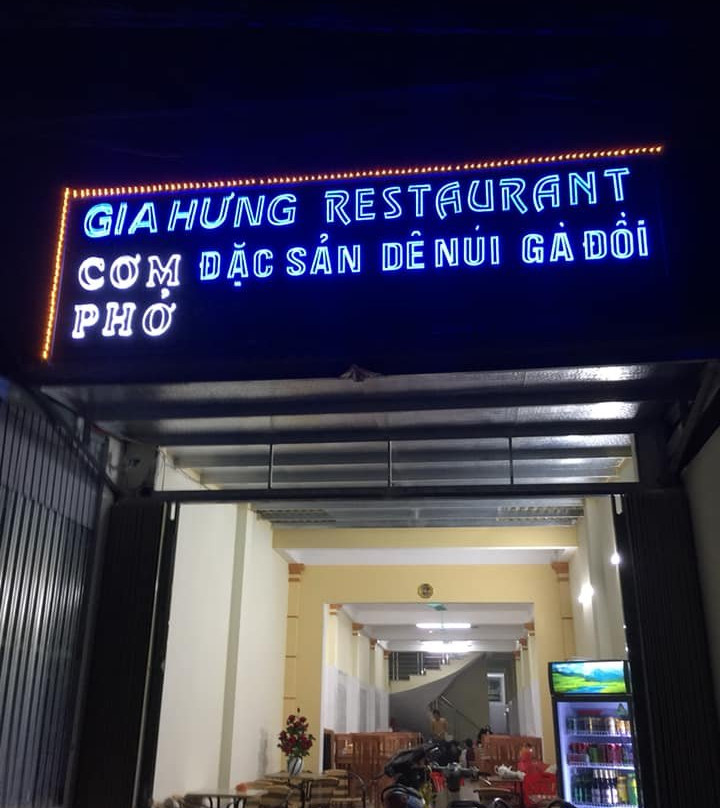 GIA HƯNG RESTAURANT
CƠM ĐẶC SẢN DÊ NÚI GÀ ĐỒI
PHỞ